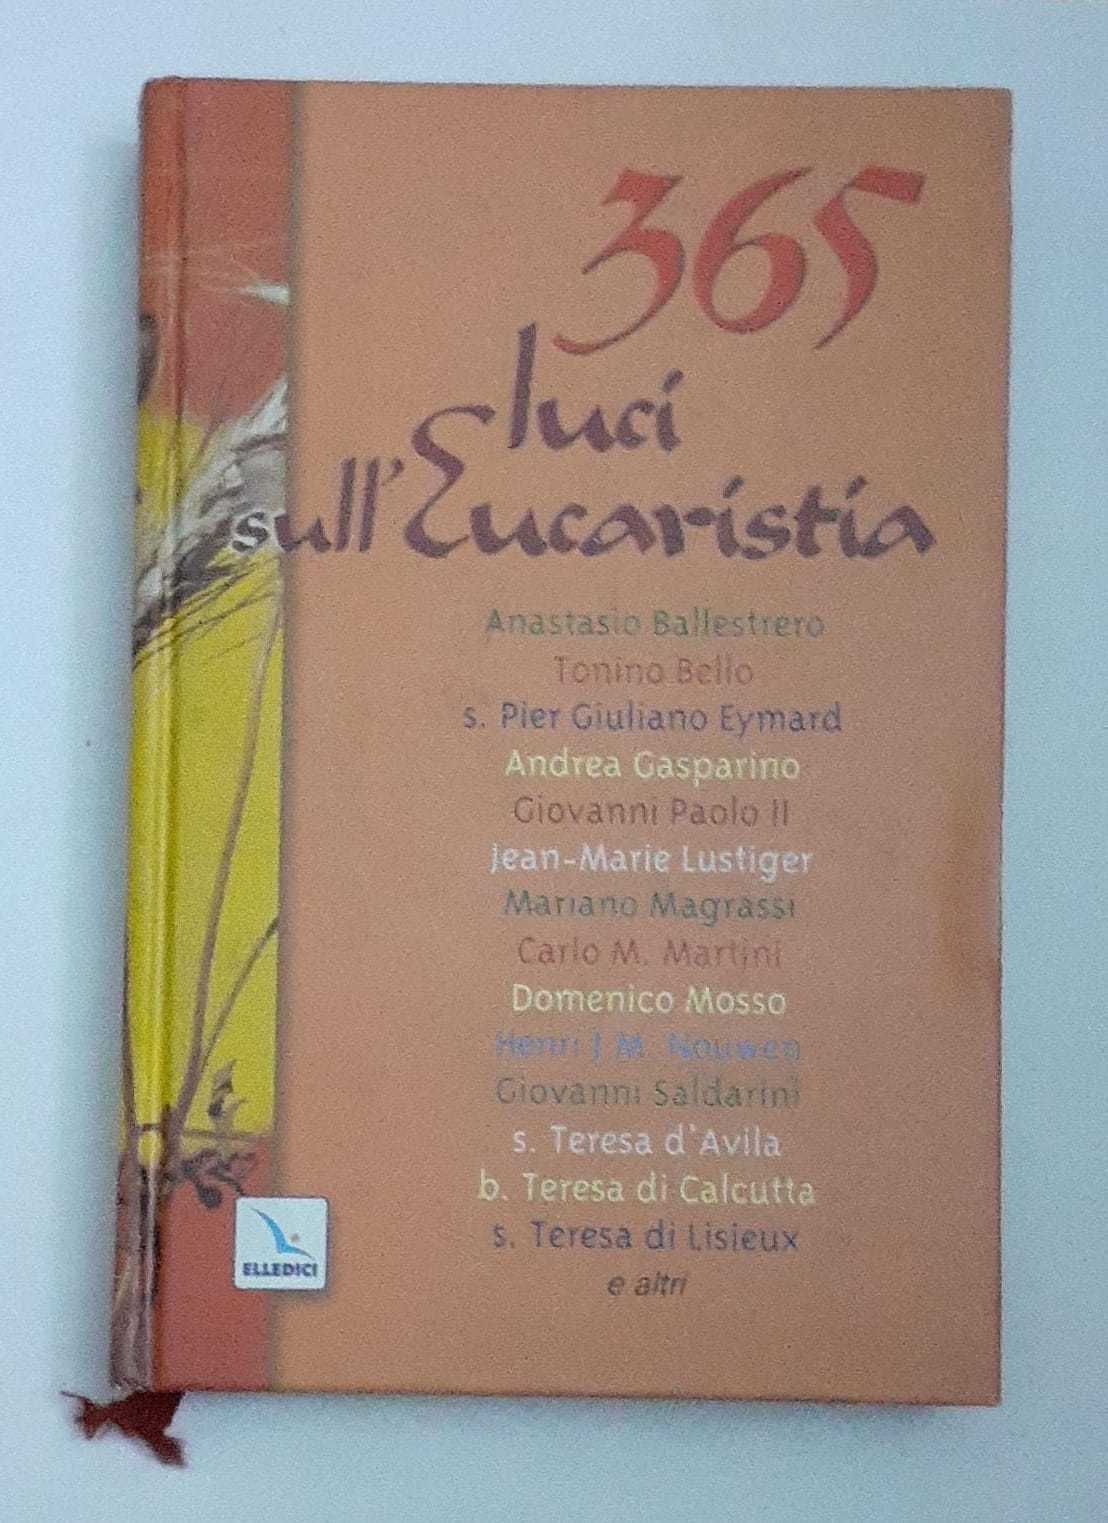 365
luci
sull'Eucaristia
Anastasio Ballestrero
Tonino Bello
s. Pier Giuliano Eymard
Andrea Gasparino
Giovanni Paolo II
Jean-Marie Lustiger
Mariano Magrassi
Carlo M. Martini
Domenico Mosso
Henri J.M. Nouwen
Giovanni Saldarini
s. Teresa d'Avila
b. Teresa di Calcutta
s. Teresa di Lisieux
e altri
ELLEDICI